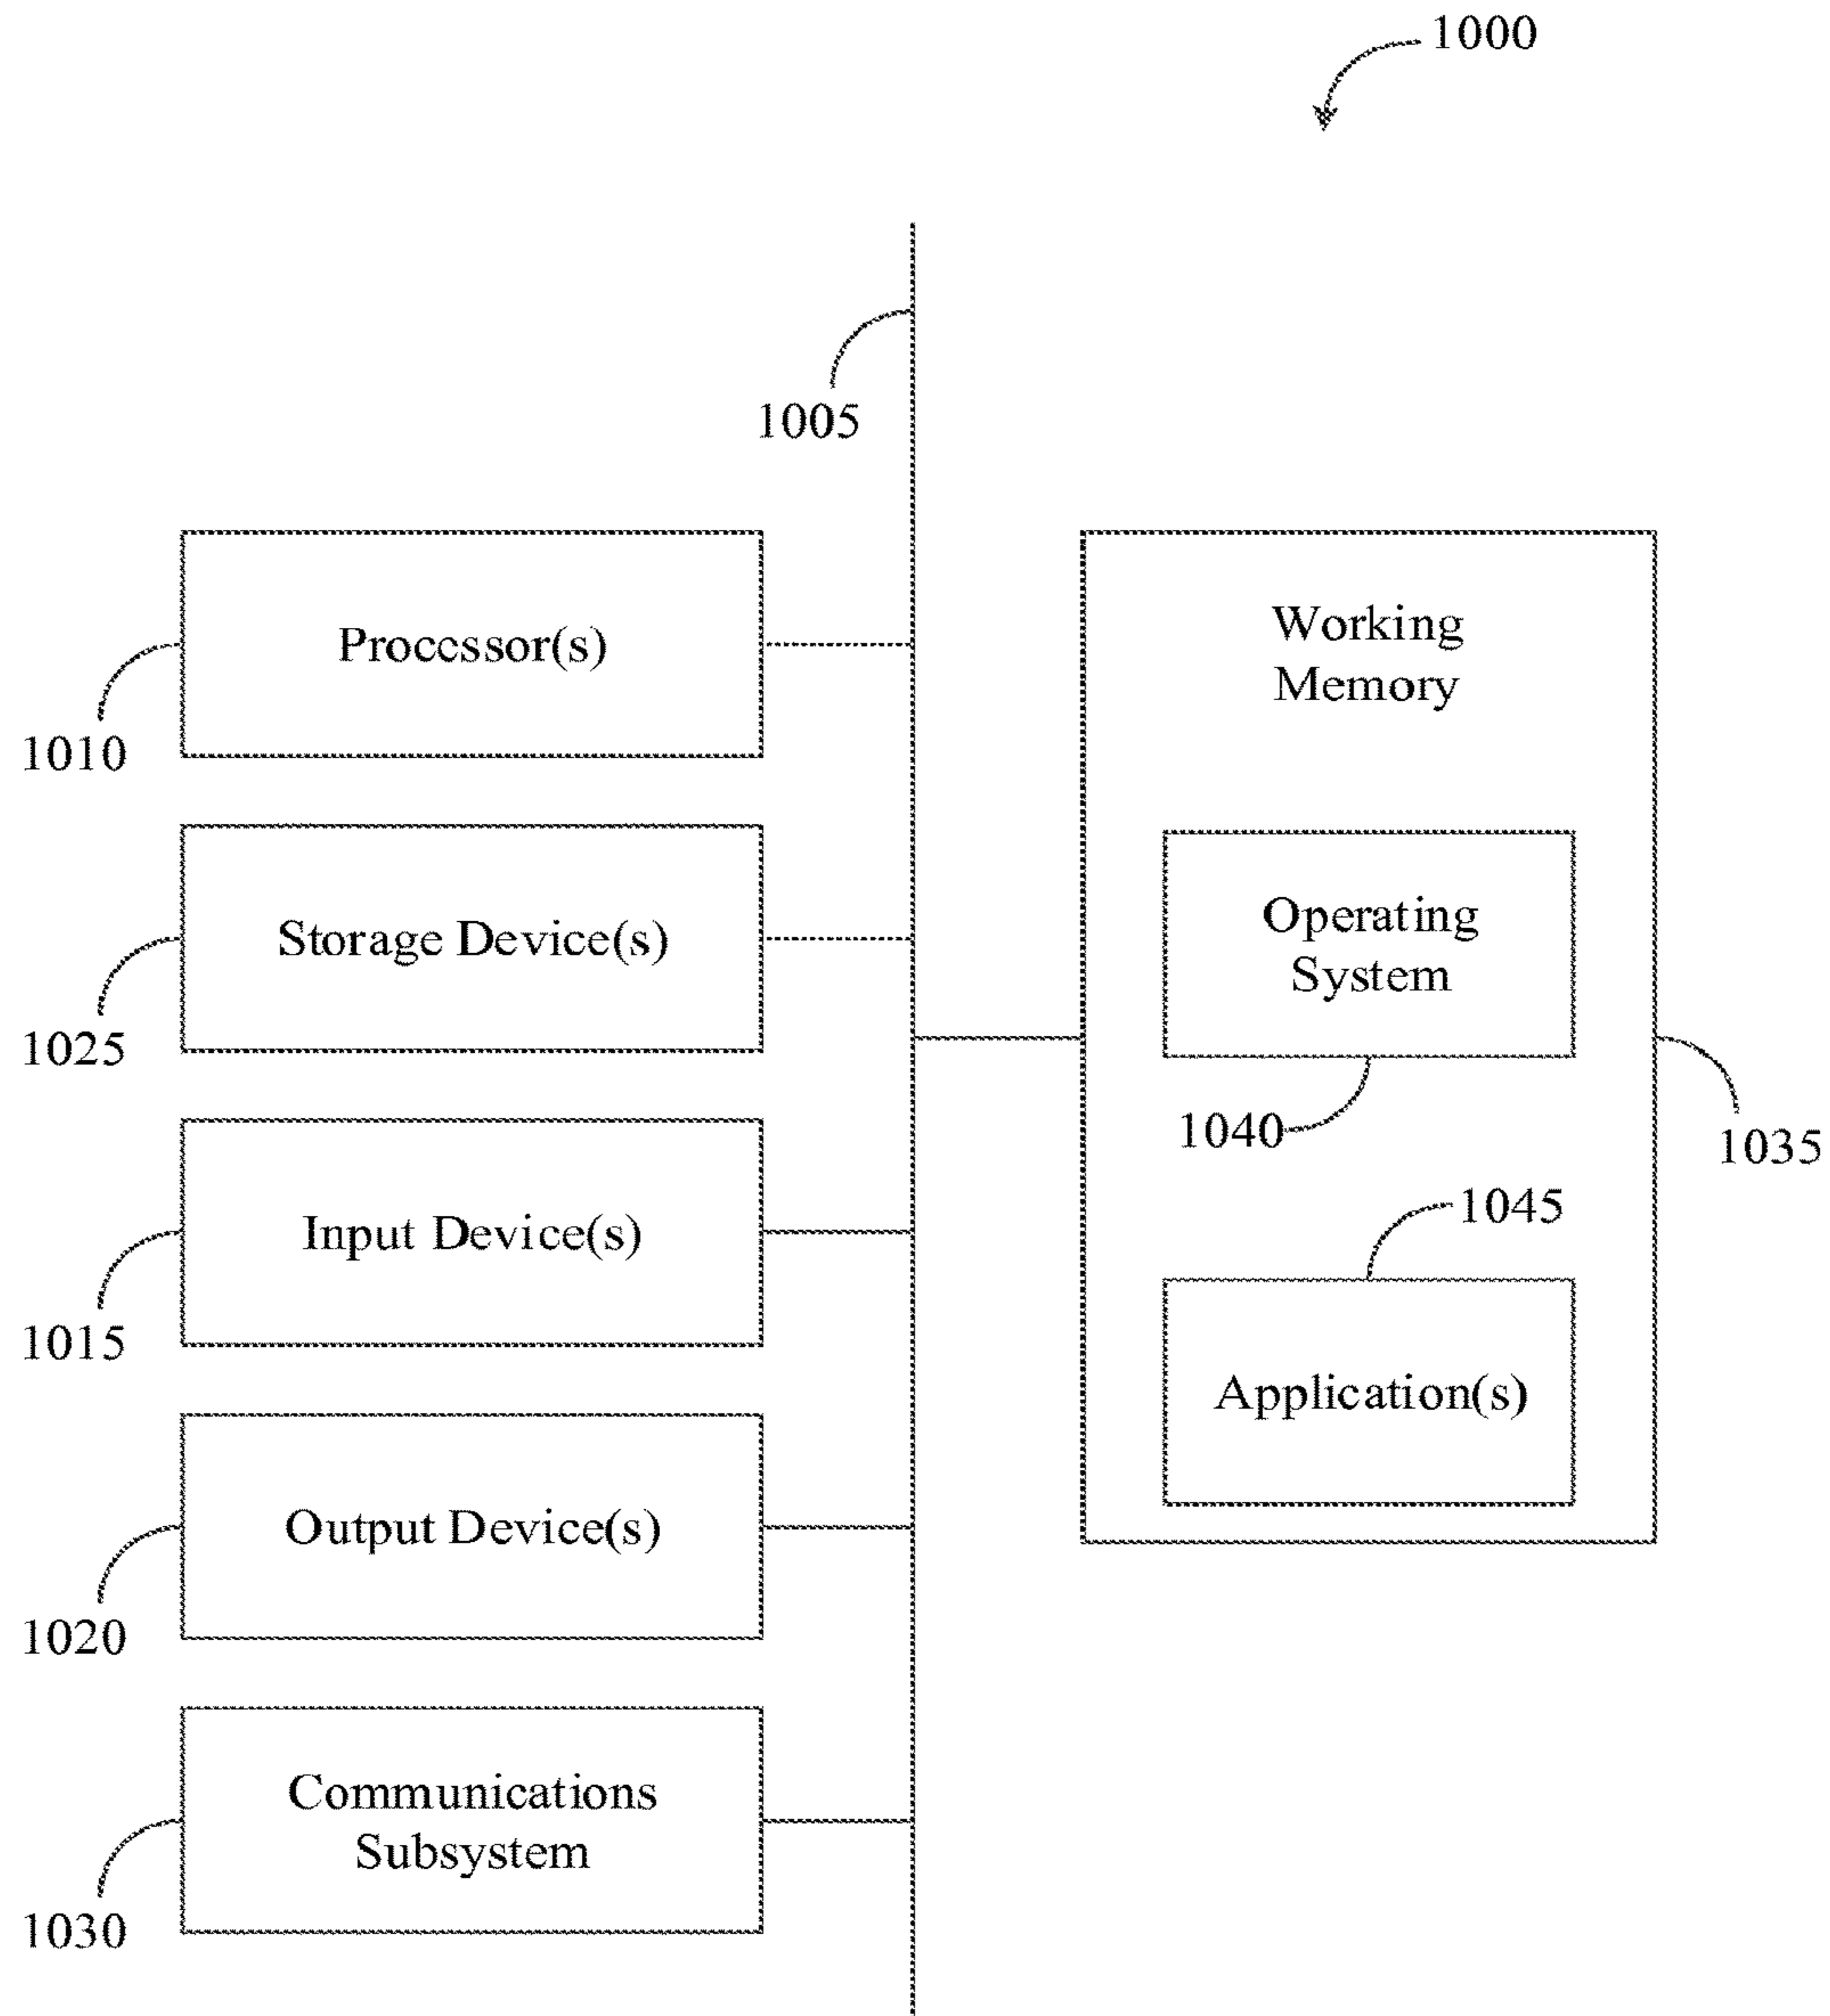 1000
1005
Processor(s)
1010
Storage Device(s)
1025
Input Device(s)
1015
Output Device(s)
1020
Communications
Subsystem
1030
Working
Memory
Operating
System
1040
1035
1045
Application(s)